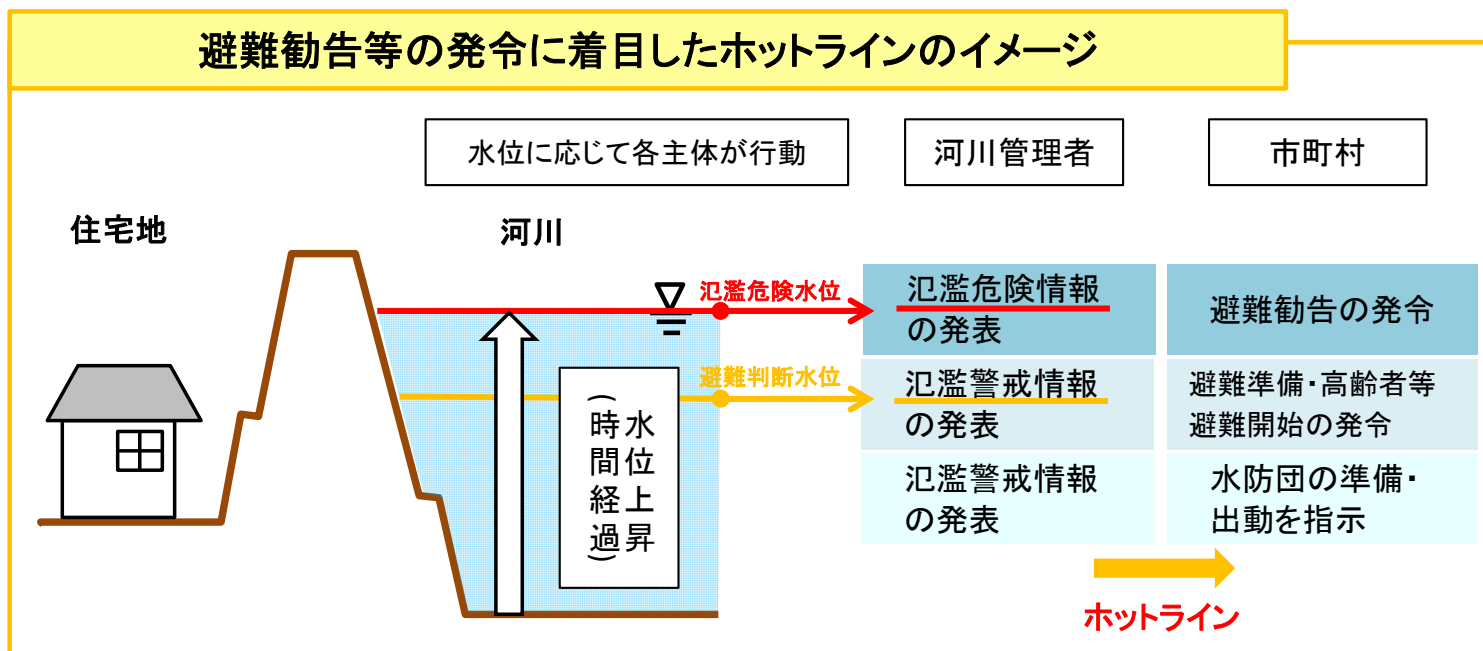 避難勧告等の発令に着目したホットラインのイメージ
水位に応じて各主体が行動
河川管理者
市町村
住宅地
河川
氾濫危険水位
氾濫危険情報
の発表
避難勧告の発令
避難判断水位
氾濫警戒情報
の発表
避難準備・高齢者等
避難開始の発令
水位上昇
(時間経過)
氾濫警戒情報
の発表
水防団の準備・
出動を指示
ホットライン